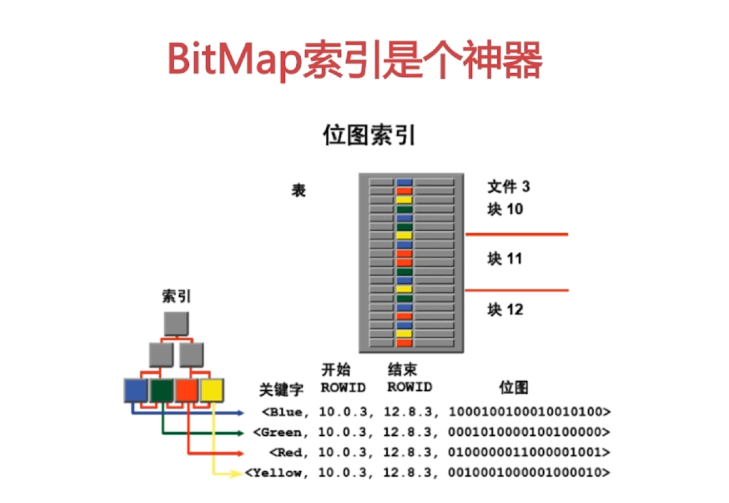 BitMap索引是个神器
位图索引
表
文件 3
块 10
块 11
块 12
索引
关键字
开始
ROWID
结束
ROWID
位图
<Blue, 10.0.3, 12.8.3, 1000100100010010100>
<Green, 10.0.3, 12.8.3, 0001010000100100000>
<Red, 10.0.3, 12.8.3, 0100000011000001001>
<Yellow, 10.0.3, 12.8.3, 0010001000001000010>